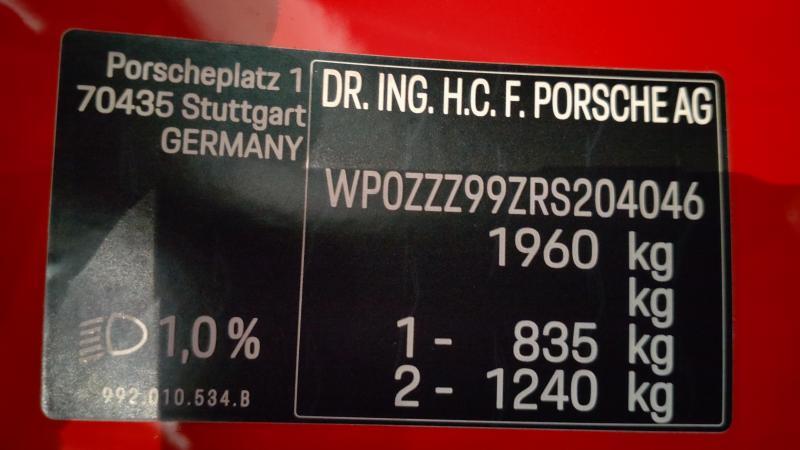 Porscheplatz 1
70435 Stuttgart
GERMANY
1,0 %
992.010.534.B
DR. ING. H.C. F. PORSCHE AG
WP0ZZZ99ZRS204046
1960 kg
kg
1 - 835 kg
2 - 1240 kg